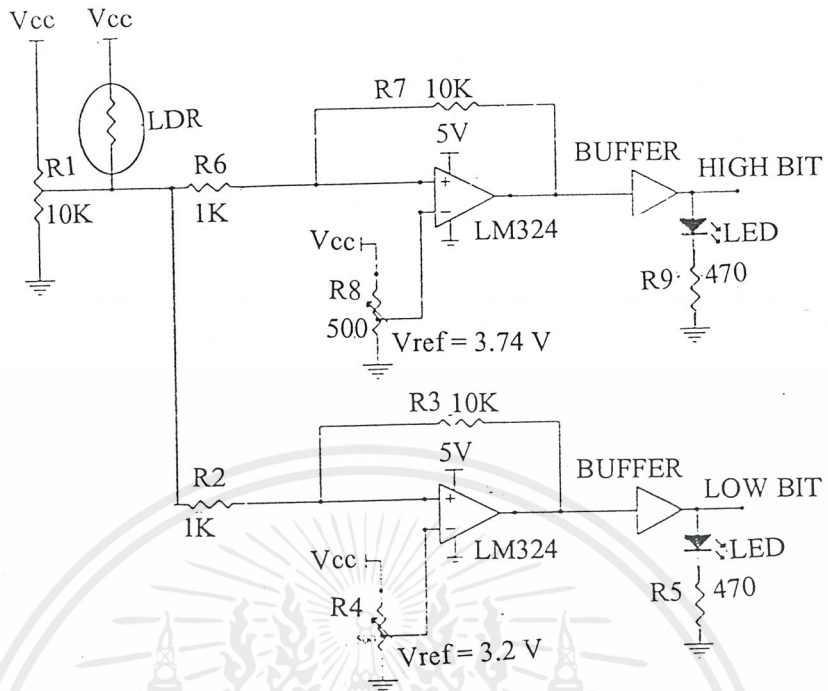 Vcc Vcc
LDR
R1
10K
R6
1K
R7 10K
5V
+
−
LM324
BUFFER
HIGH BIT
LED
R9 470
Vcc
R8
500
Vref = 3.74 V
R3 10K
5V
R2
1K
+
−
LM324
BUFFER
LOW BIT
LED
R5 470
Vcc
R4
Vref = 3.2 V